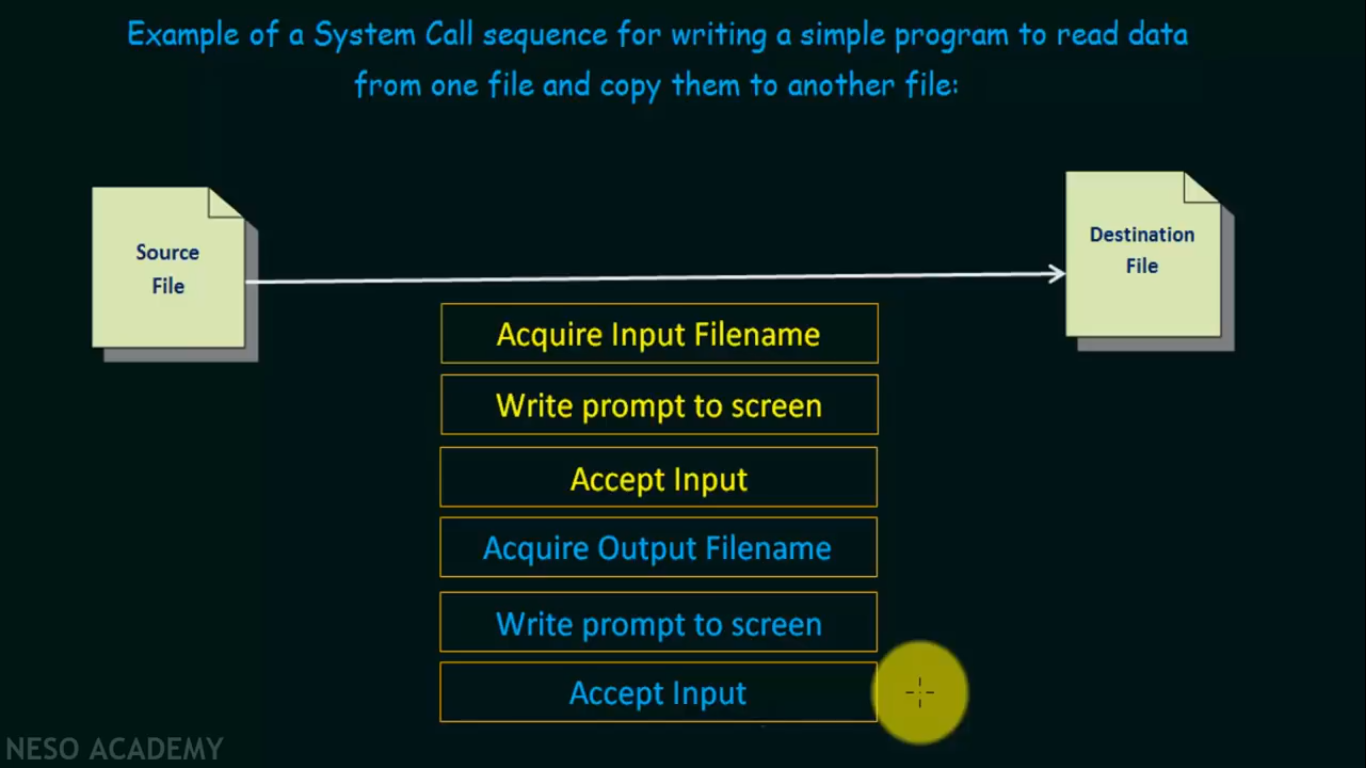 Example of a System Call sequence for writing a simple program to read data
from one file and copy them to another file:
Source
File
Destination
File
Acquire Input Filename
Write prompt to screen
Accept Input
Acquire Output Filename
Write prompt to screen
Accept Input
NESO ACADEMY